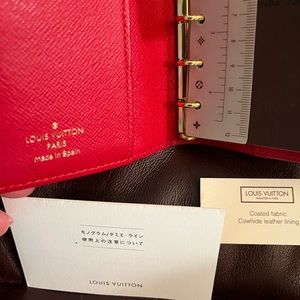 LOUIS VUITTON
PARIS
made in Spain
モノグラム/ダミエ・ライン
使用上の注意について
LOUIS VUITTON
LOUIS VUITTON
Coated fabric
Cowhide leather lining